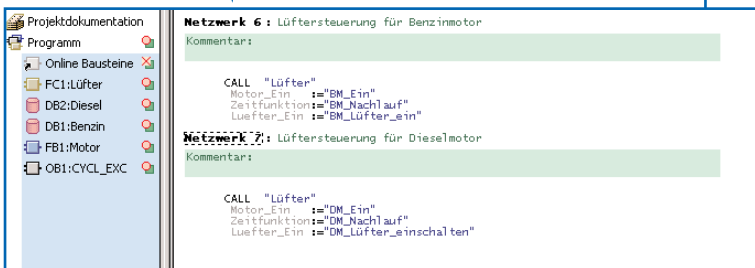 Projektdokumentation
Programm
Online Bausteine
FC1:Lüfter
DB2:Diesel
DB1:Benzin
FB1:Motor
OB1:CYCL_EXC
Netzwerk 6 : Lüftersteuerung für Benzinmotor
Kommentar:
CALL "Lüfter"
Motor_Ein :="BM_Ein"
Zeitfunktion:="BM_Nachlauf"
Luefter_Ein :="BM_Lüfter_ein"
Netzwerk 7 : Lüftersteuerung für Dieselmotor
Kommentar:
CALL "Lüfter"
Motor_Ein :="DM_Ein"
Zeitfunktion:="DM_Nachlauf"
Luefter_Ein :="DM_Lüfter_einschalten"